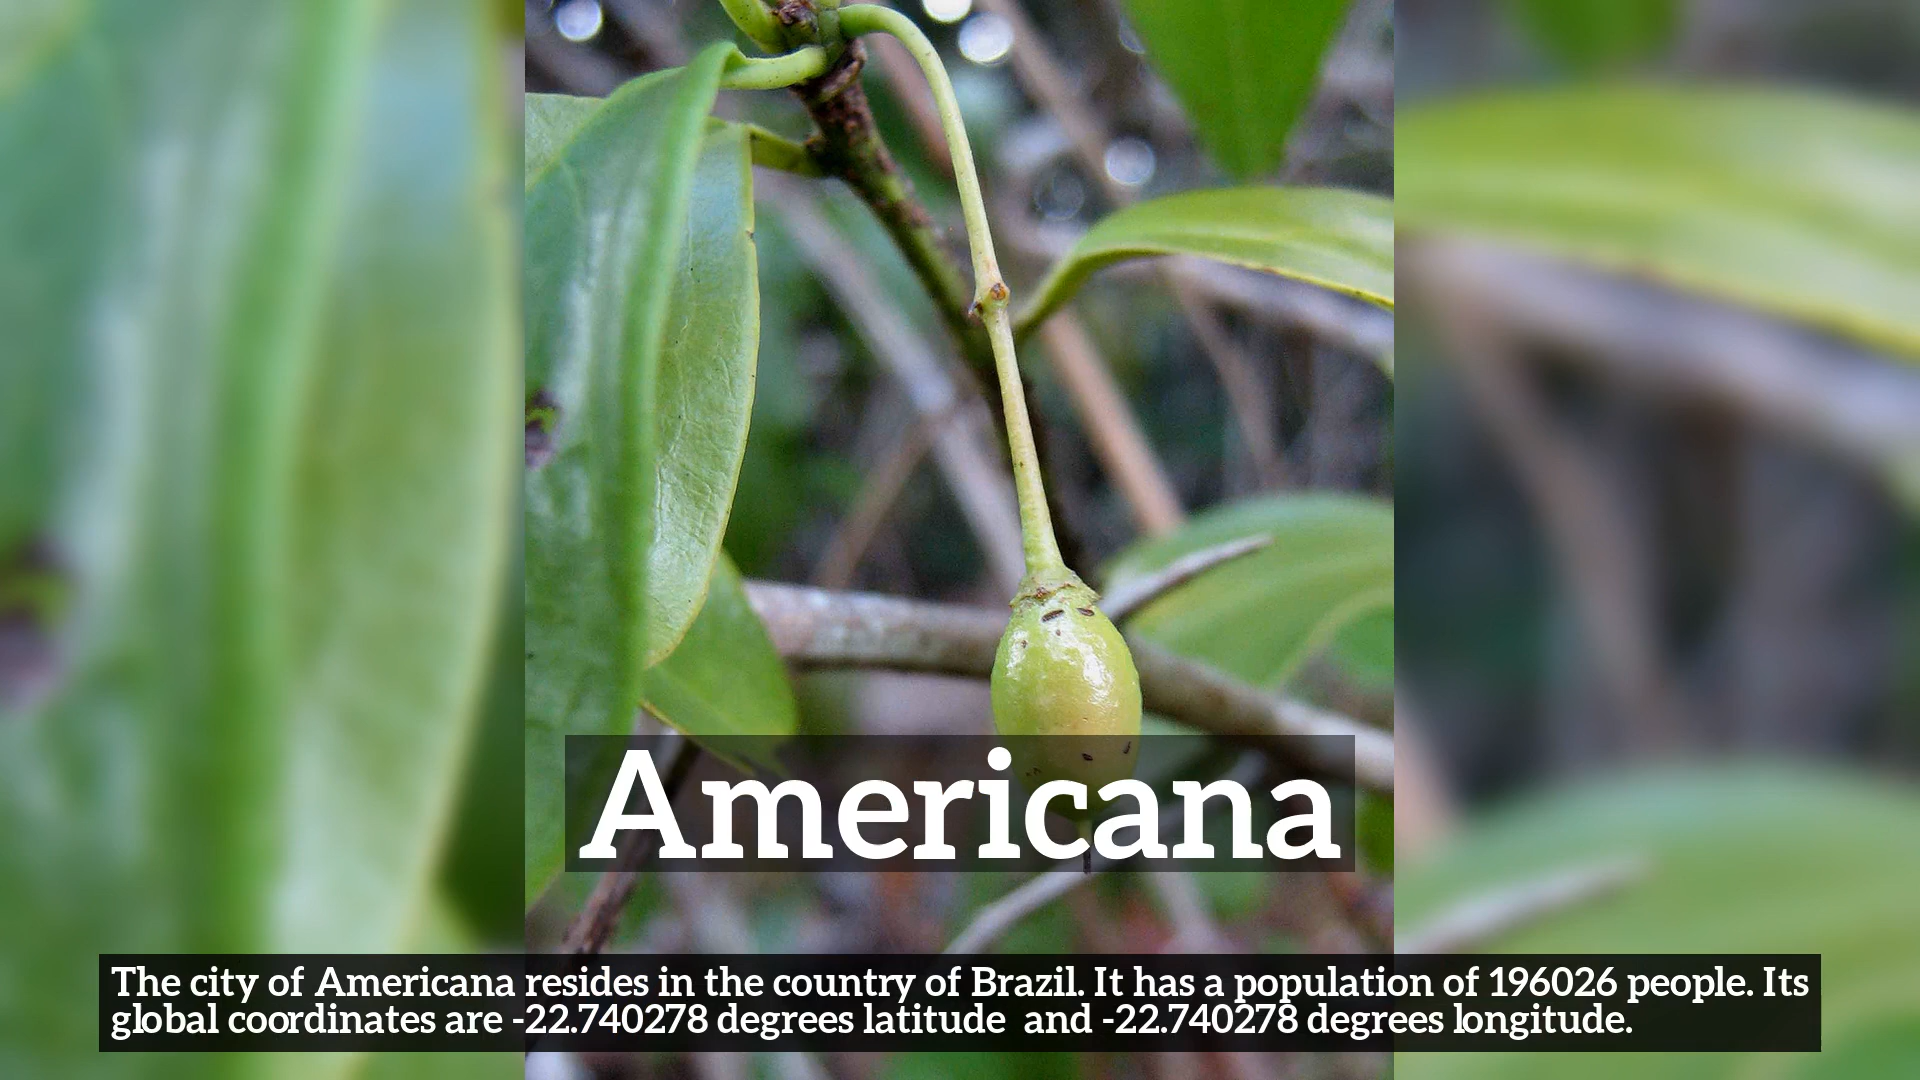 Americana
The city of Americana resides in the country of Brazil. It has a population of 196026 people. Its
global coordinates are -22.740278 degrees latitude  and -22.740278 degrees longitude.